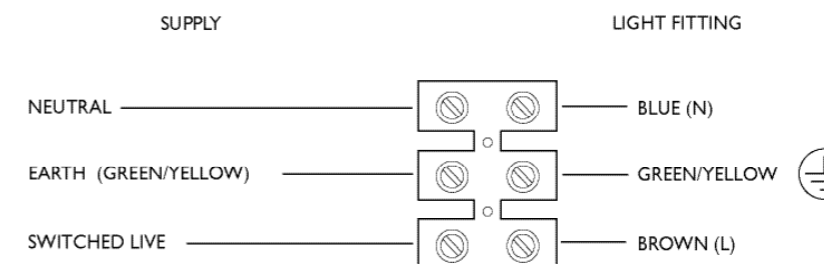 SUPPLY LIGHT FITTING
NEUTRAL BLUE (N)
EARTH (GREEN/YELLOW) GREEN/YELLOW
SWITCHED LIVE BROWN (L)